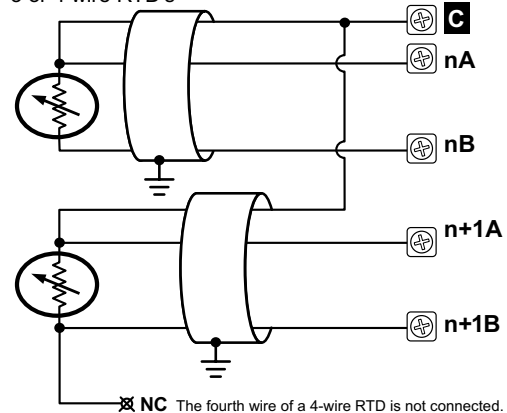 3 or 4 wire RTD's
C
nA
nB
n+1A
n+1B
NC The fourth wire of a 4-wire RTD is not connected.